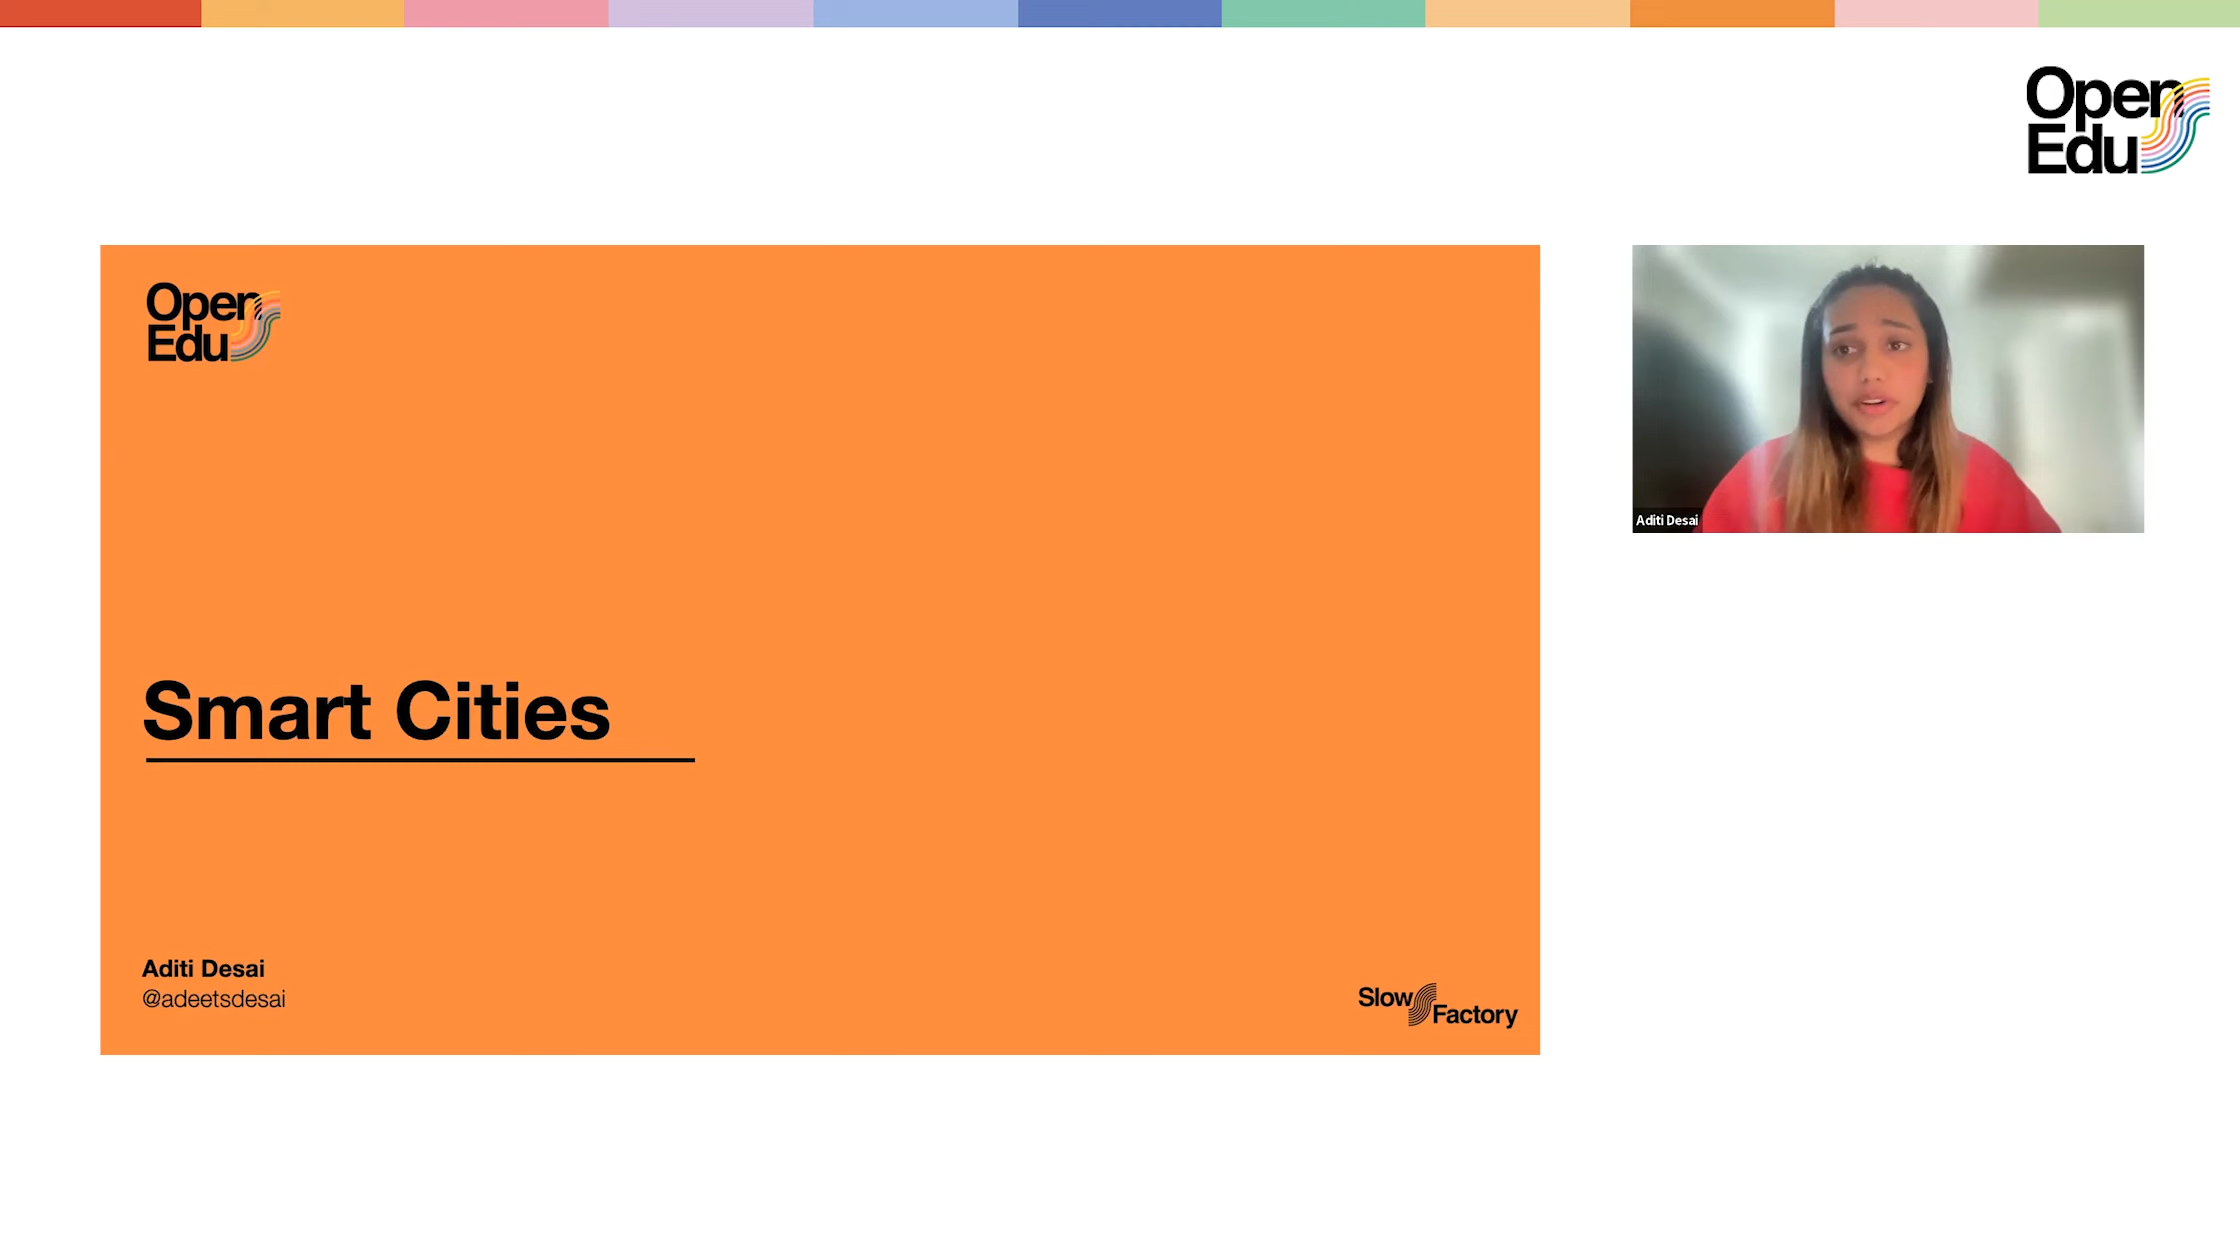 Open
Edu
Open
Edu
Smart Cities
Aditi Desai
@adeetsdesai
Slow
Factory
Aditi Desai